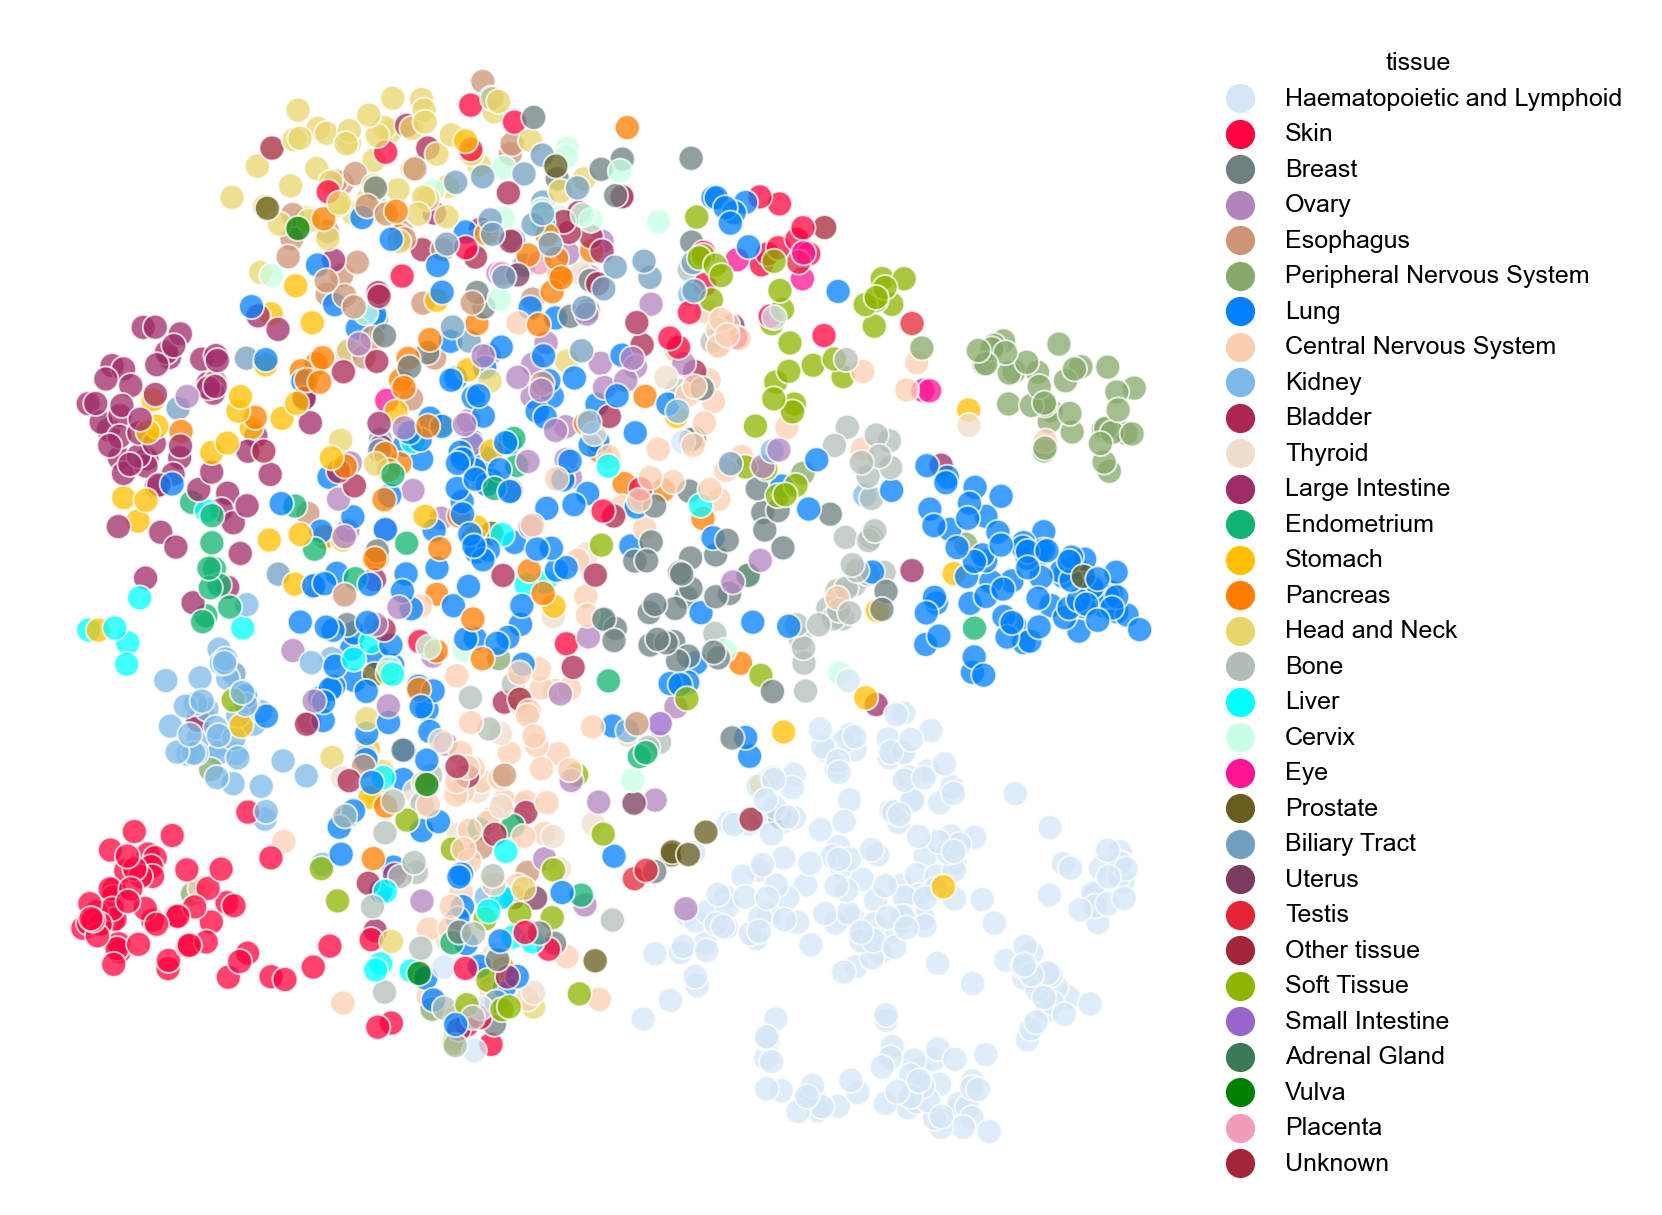 tissue
Haematopoietic and Lymphoid
Skin
Breast
Ovary
Esophagus
Peripheral Nervous System
Lung
Central Nervous System
Kidney
Bladder
Thyroid
Large Intestine
Endometrium
Stomach
Pancreas
Head and Neck
Bone
Liver
Cervix
Eye
Prostate
Biliary Tract
Uterus
Testis
Other tissue
Soft Tissue
Small Intestine
Adrenal Gland
Vulva
Placenta
Unknown